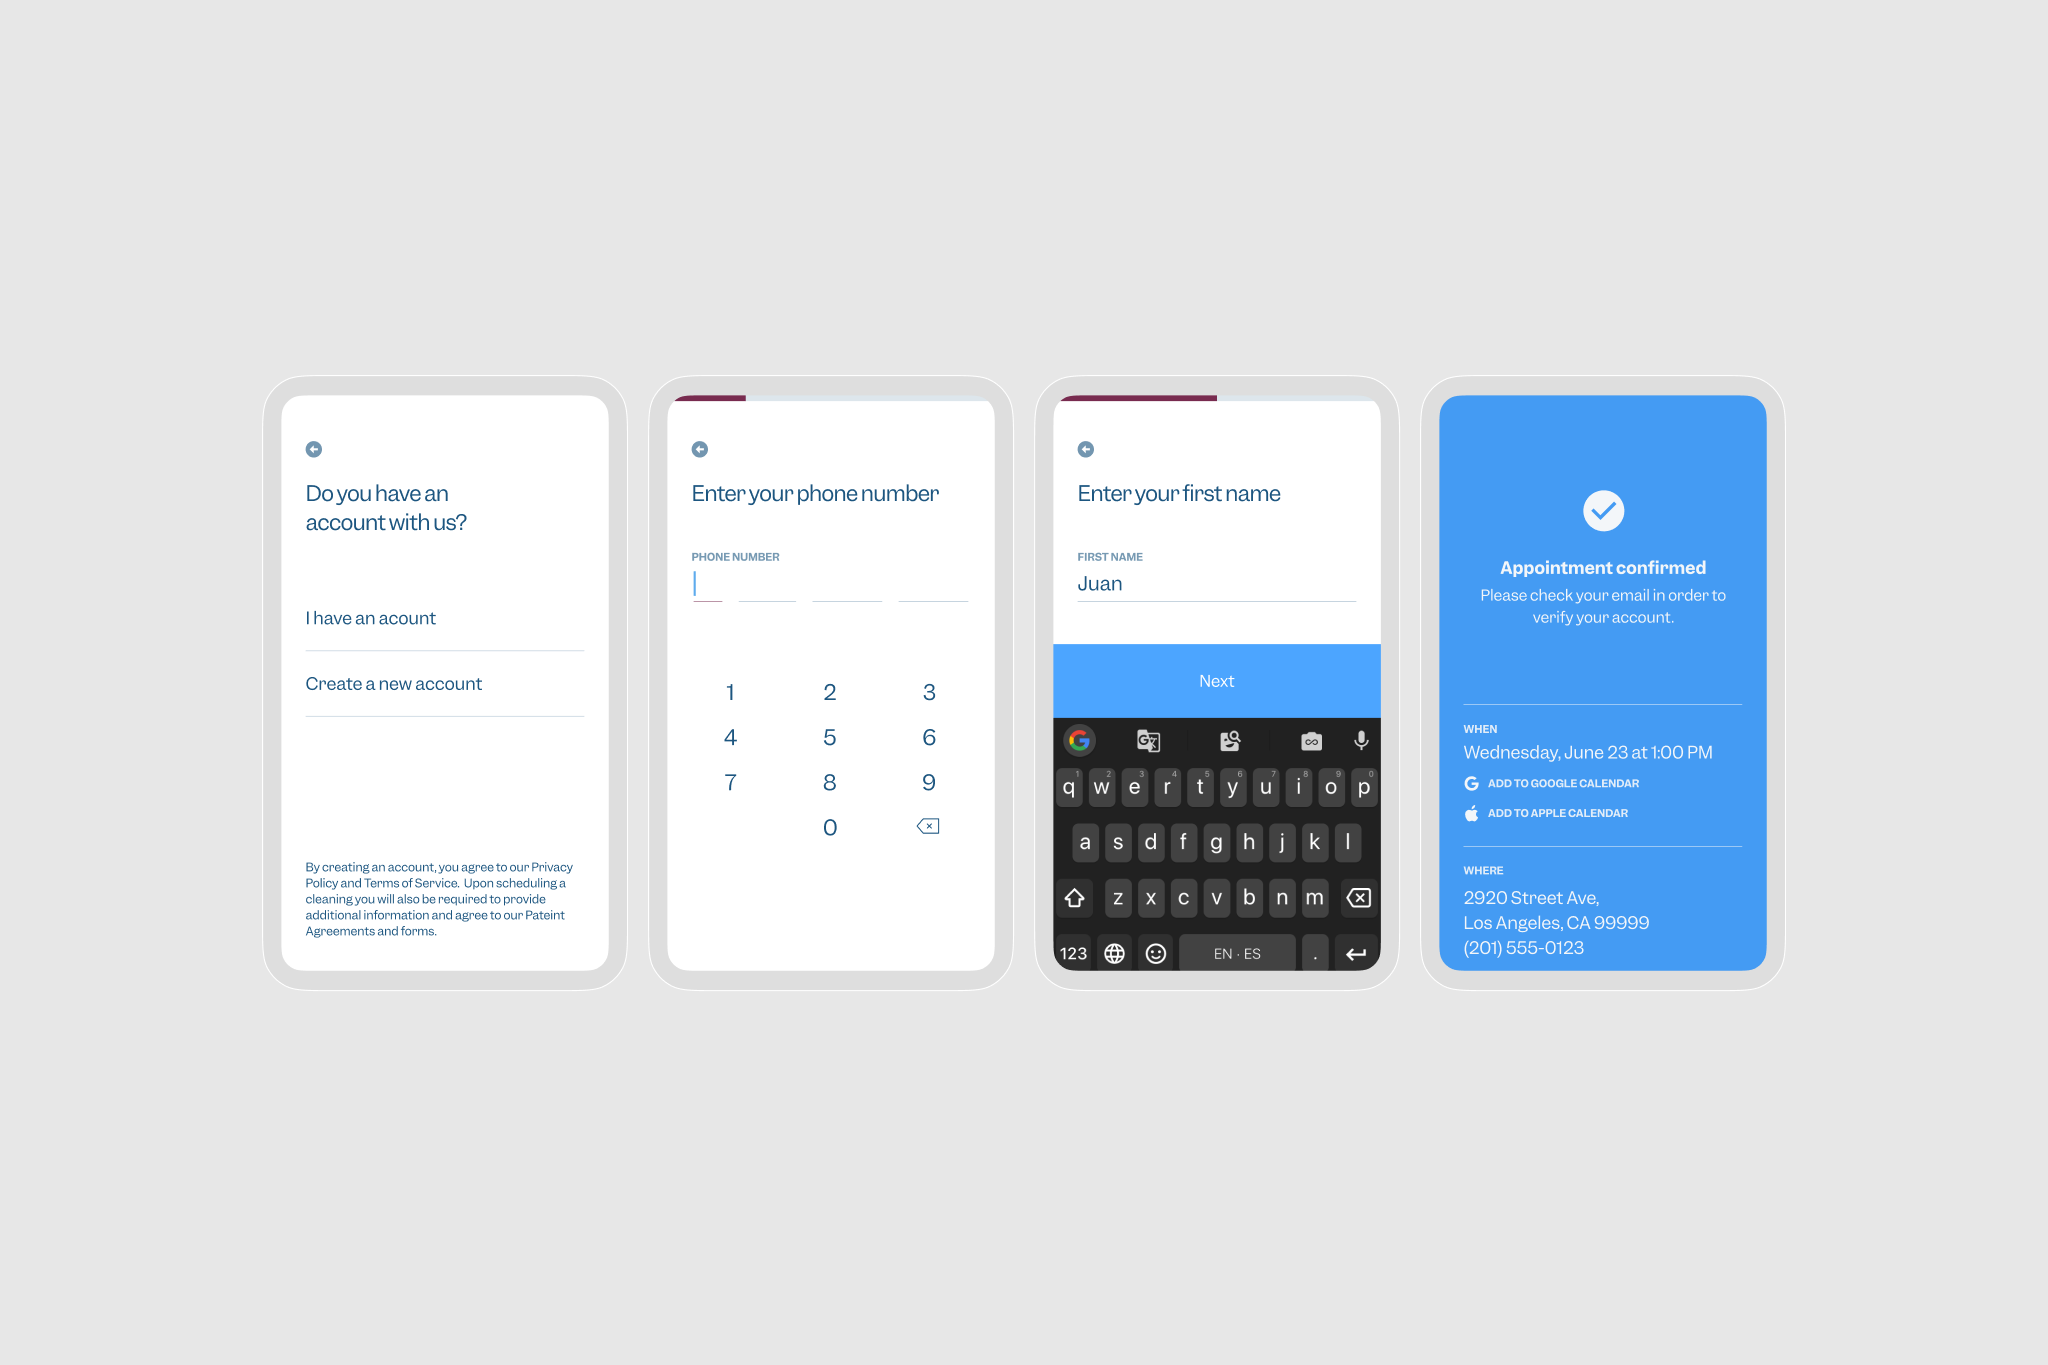 Do you have an
account with us?
I have an acount
Create a new account
By creating an account, you agree to our Privacy
Policy and Terms of Service. Upon scheduling a
cleaning you will also be required to provide
additional information and agree to our Pateint
Agreements and forms.
Enter your phone number
PHONE NUMBER
1 2 3
4 5 6
7 8 9
0
Enter your first name
FIRST NAME
Juan
Next
1 2 3 4 5 6 7 8 9 0
q w e r t y u i o p
a s d f g h j k l
z x c v b n m
123 EN · ES .
Appointment confirmed
Please check your email in order to
verify your account.
WHEN
Wednesday, June 23 at 1:00 PM
ADD TO GOOGLE CALENDAR
ADD TO APPLE CALENDAR
WHERE
2920 Street Ave,
Los Angeles, CA 99999
(201) 555-0123